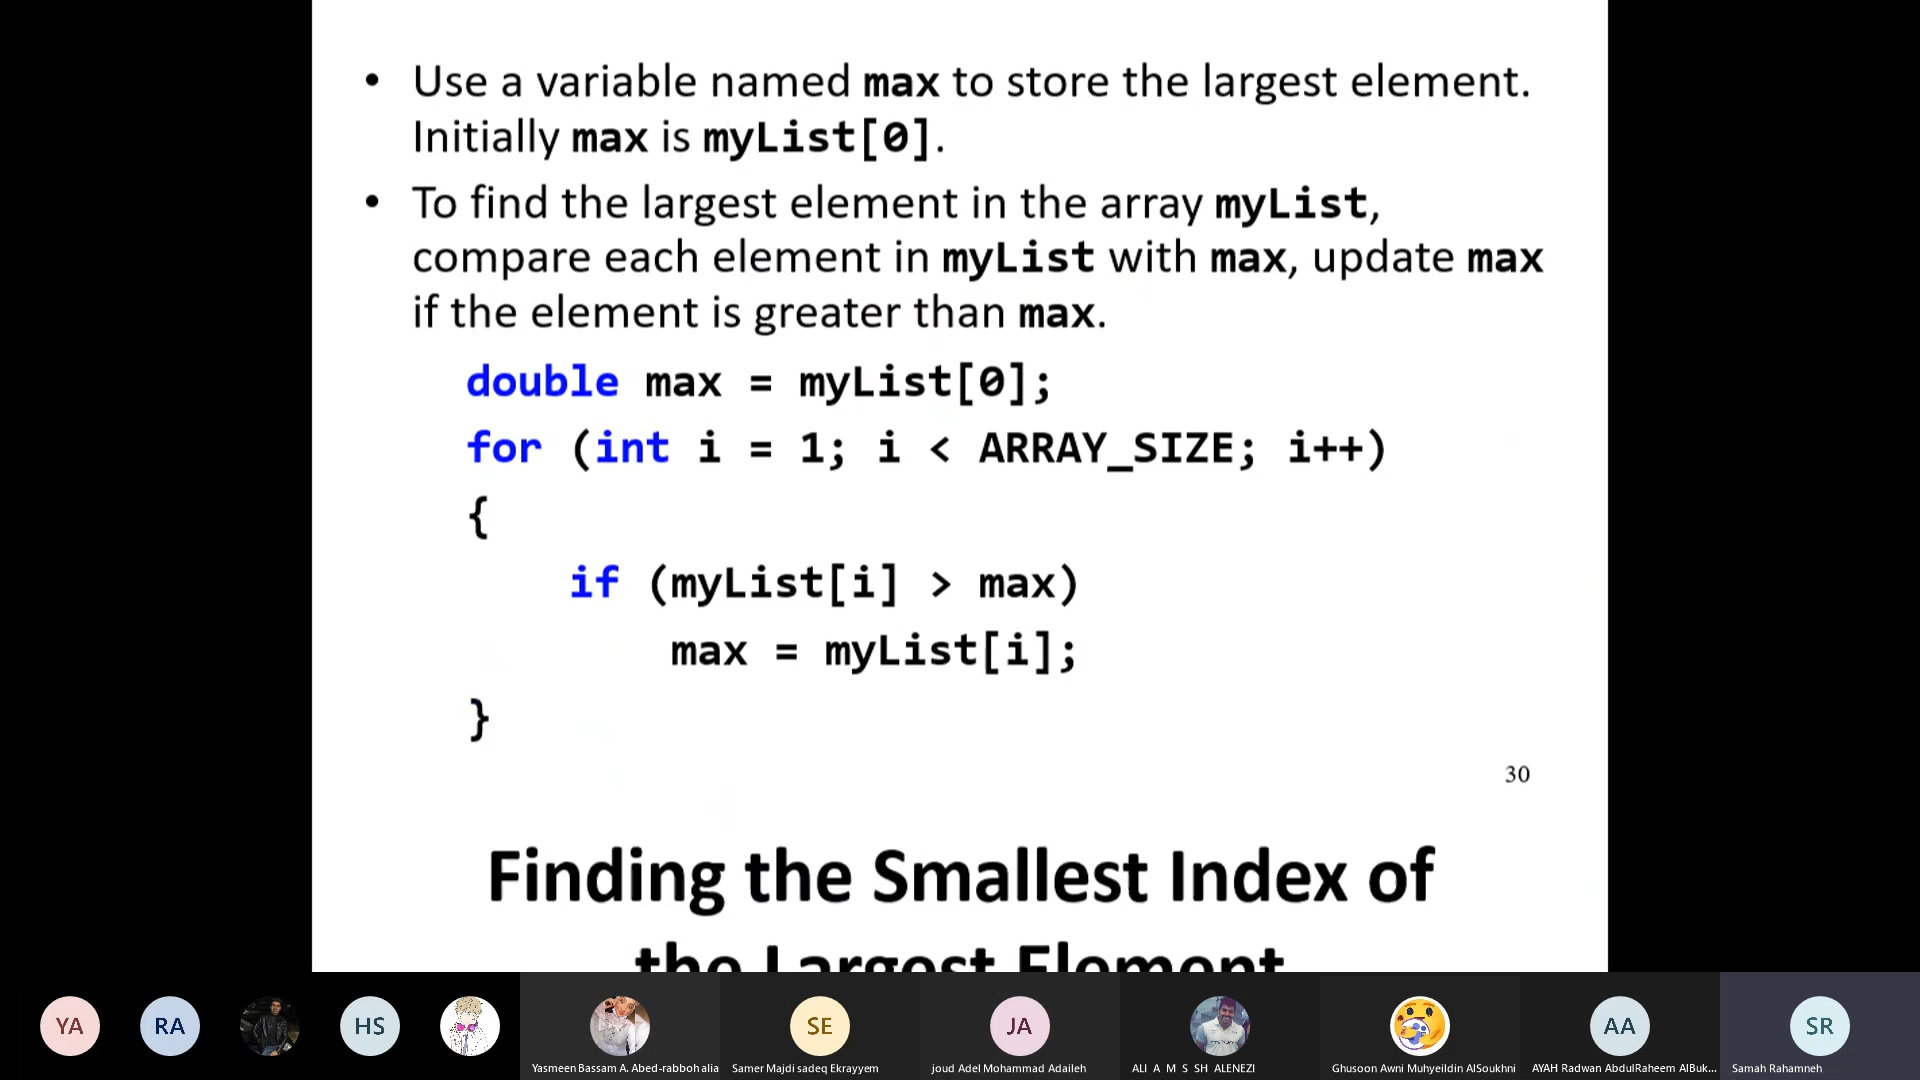 • Use a variable named max to store the largest element.
Initially max is myList[0].
• To find the largest element in the array myList,
compare each element in myList with max, update max
if the element is greater than max.
double max = myList[0];
for (int i = 1; i < ARRAY_SIZE; i++)
{
if (myList[i] > max)
max = myList[i];
}
30
Finding the Smallest Index of
the Largest Element
YA RA HS SE JA AA SR
Yasmeen Bassam A. Abed-rabboh alia Samer Majdi sadeq Ekrayyem joud Adel Mohammad Adaileh ALI A M S SH ALENEZI Ghusoon Awni Muhyeildin AlSoukhni AYAH Radwan AbdulRaheem AlBuk... Samah Rahamneh